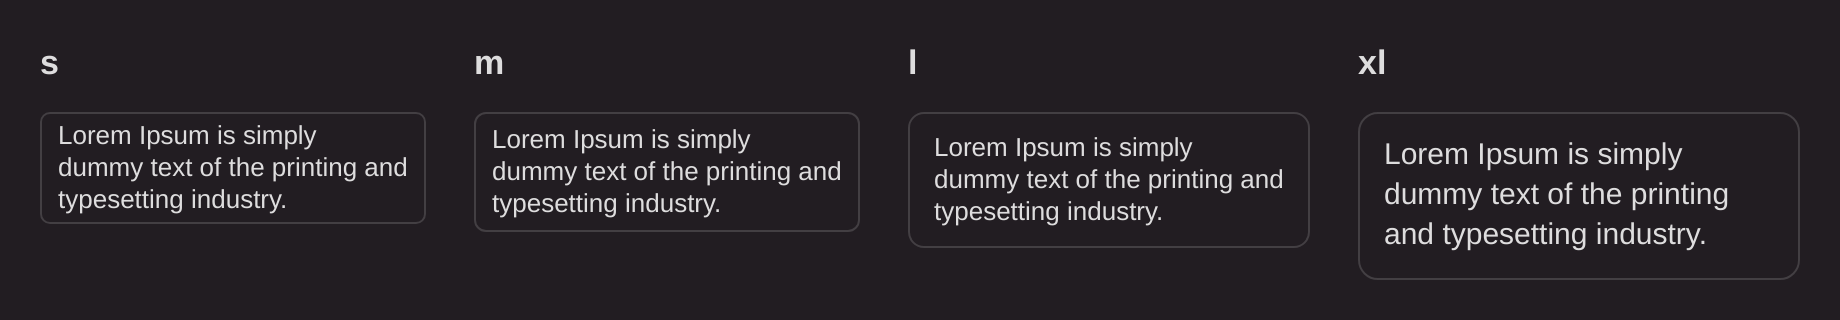 s
Lorem Ipsum is simply
dummy text of the printing and
typesetting industry.
m
Lorem Ipsum is simply
dummy text of the printing and
typesetting industry.
l
Lorem Ipsum is simply
dummy text of the printing and
typesetting industry.
xl
Lorem Ipsum is simply
dummy text of the printing
and typesetting industry.